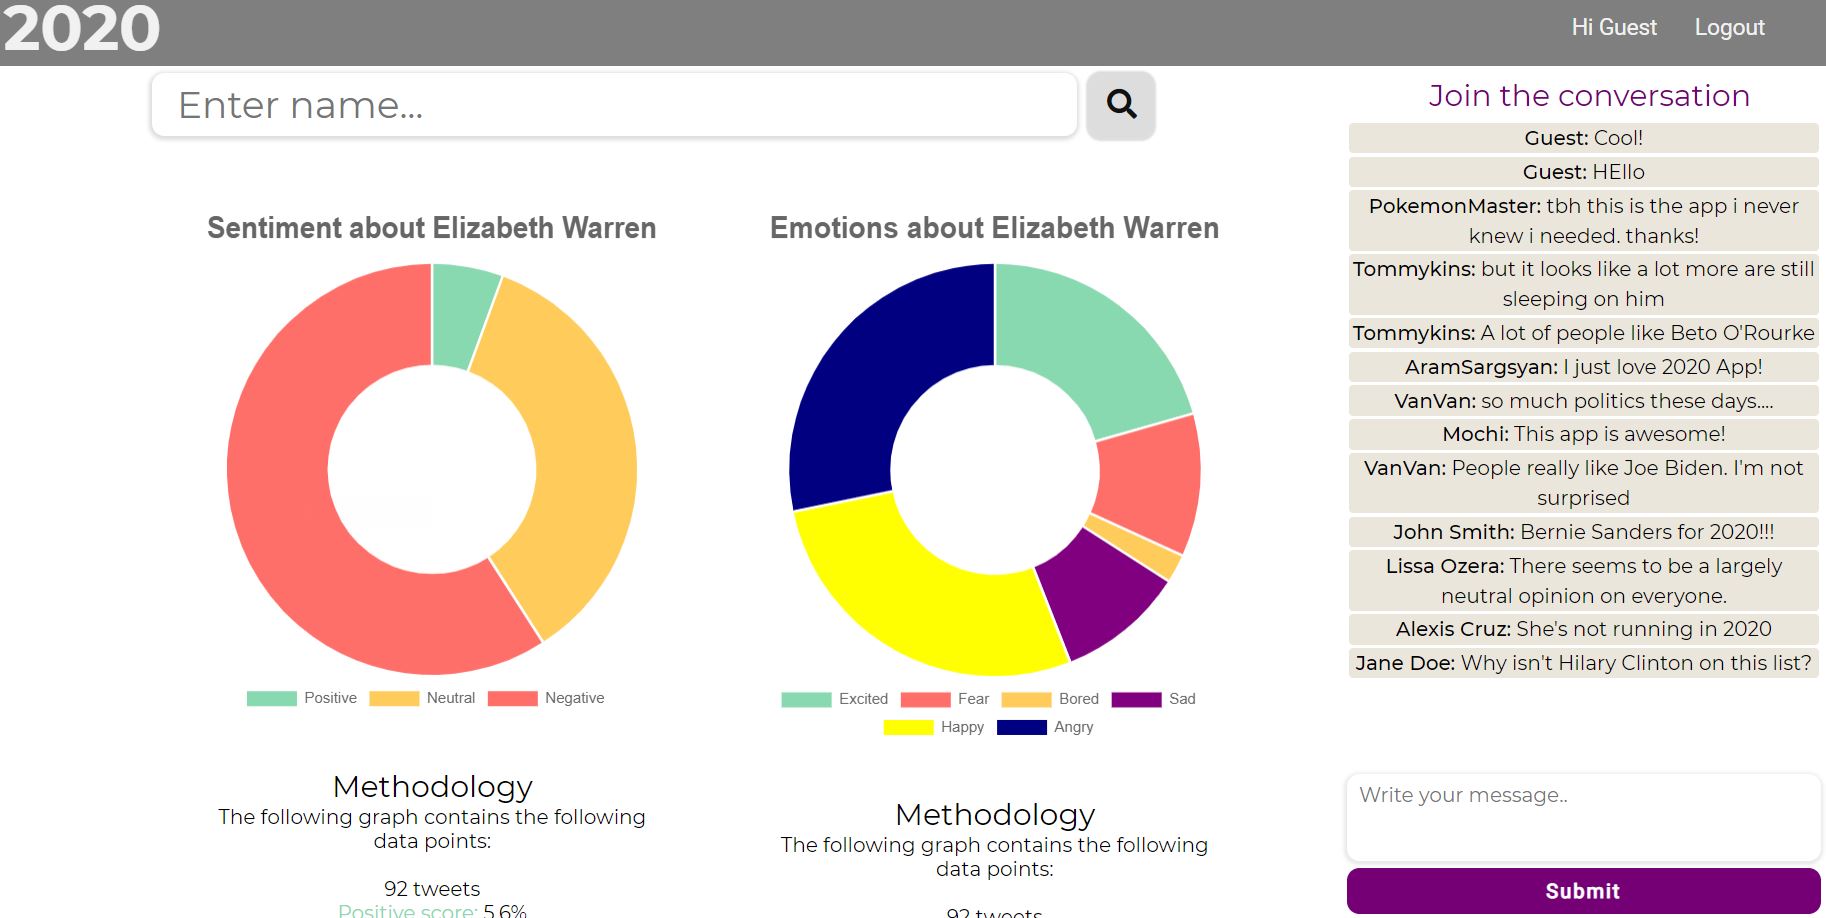 2020
Hi Guest
Logout
Enter name...
Sentiment about Elizabeth Warren
Positive
Neutral
Negative
Methodology
The following graph contains the following
data points:
92 tweets
Positive score: 5.6%
Emotions about Elizabeth Warren
Excited
Fear
Bored
Sad
Happy
Angry
Methodology
The following graph contains the following
data points:
92 tweets
Join the conversation
Guest: Cool!
Guest: HEllo
PokemonMaster: tbh this is the app i never
knew i needed. thanks!
Tommykins: but it looks like a lot more are still
sleeping on him
Tommykins: A lot of people like Beto O'Rourke
AramSargsyan: I just love 2020 App!
VanVan: so much politics these days....
Mochi: This app is awesome!
VanVan: People really like Joe Biden. I'm not
surprised
John Smith: Bernie Sanders for 2020!!!
Lissa Ozera: There seems to be a largely
neutral opinion on everyone.
Alexis Cruz: She's not running in 2020
Jane Doe: Why isn't Hilary Clinton on this list?
Write your message..
Submit